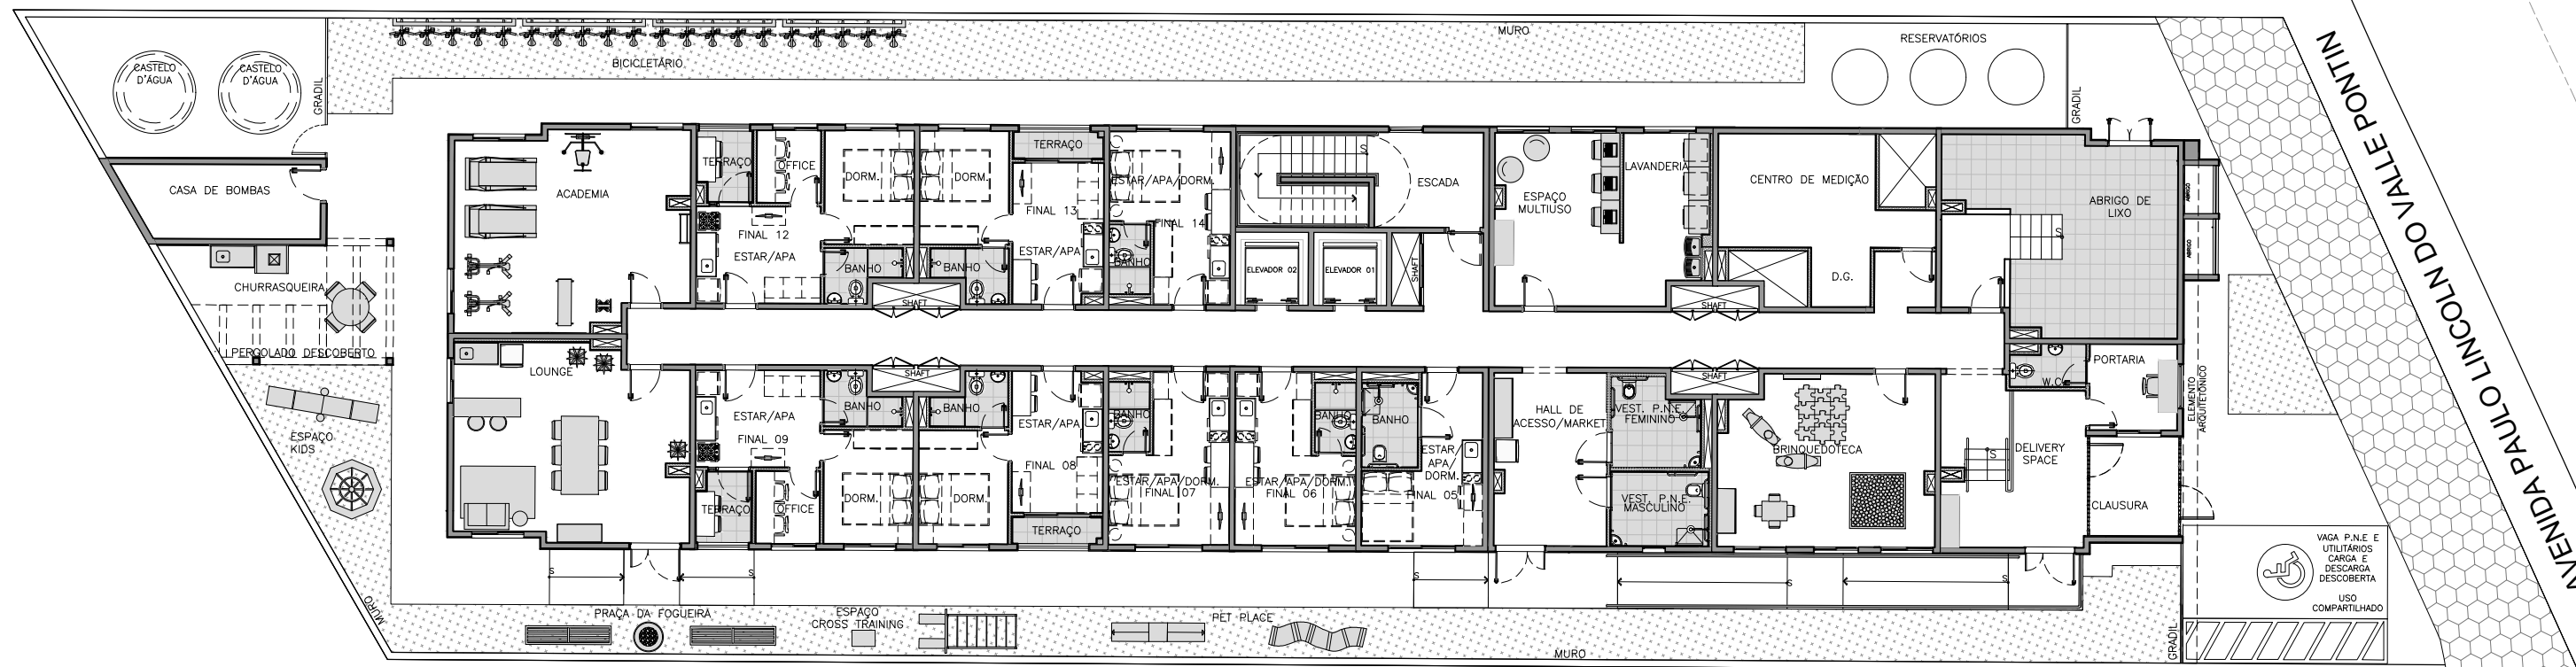 MURO
RESERVATÓRIOS
CASTELO
D'ÁGUA
CASTELO
D'ÁGUA
BICICLETÁRIO
GRADIL
GRADIL
AVENIDA PAULO LINCOLN DO VALLE PONTIN
CASA DE BOMBAS
ACADEMIA
TERRAÇO
OFFICE
DORM.
DORM.
TERRAÇO
ESTAR/APA/DORM.
S
ESCADA
ESPAÇO
MULTIUSO
LAVANDERIA
CENTRO DE MEDIÇÃO
ABRIGO DE
LIXO
ABRIGO
ABRIGO
FINAL 12
FINAL 13
FINAL 14
ESTAR/APA
ESTAR/APA
BANHO
BANHO
BANHO
ELEVADOR 02
ELEVADOR 01
SHAFT
D.G.
S
CHURRASQUEIRA
SHAFT
SHAFT
PERGOLADO DESCOBERTO
LOUNGE
SHAFT
SHAFT
PORTARIA
W.C.
ELEMENTO
ARQUITETÔNICO
ESPAÇO
KIDS
ESTAR/APA
FINAL 09
BANHO
BANHO
ESTAR/APA
FINAL 08
BANHO
BANHO
BANHO
HALL DE
ACESSO/MARKET
VEST. P.N.E.
FEMININO
BRINQUEDOTECA
DELIVERY
SPACE
S
ESTAR/
APA/
DORM.
FINAL 05
ESTAR/APA/DORM.
FINAL 07
ESTAR/APA/DORM.
FINAL 06
DORM.
DORM.
TERRAÇO
OFFICE
TERRAÇO
VEST. P.N.E.
MASCULINO
CLAUSURA
VAGA P.N.E E
UTILITÁRIOS
CARGA E
DESCARGA
DESCOBERTA
USO
COMPARTILHADO
S
S
S
S
S
MURO
PRAÇA DA FOGUEIRA
ESPAÇO
CROSS TRAINING
PET PLACE
MURO
GRADIL